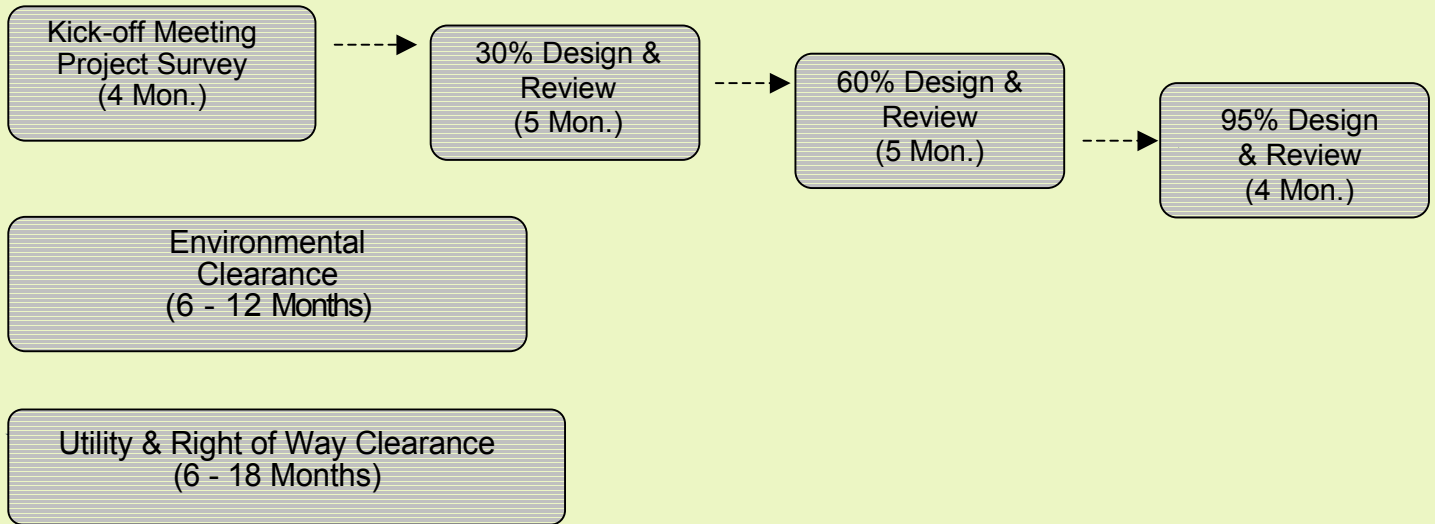 Kick-off Meeting
Project Survey
(4 Mon.)
30% Design &
Review
(5 Mon.)
60% Design &
Review
(5 Mon.)
95% Design
& Review
(4 Mon.)
Environmental
Clearance
(6 - 12 Months)
Utility & Right of Way Clearance
(6 - 18 Months)